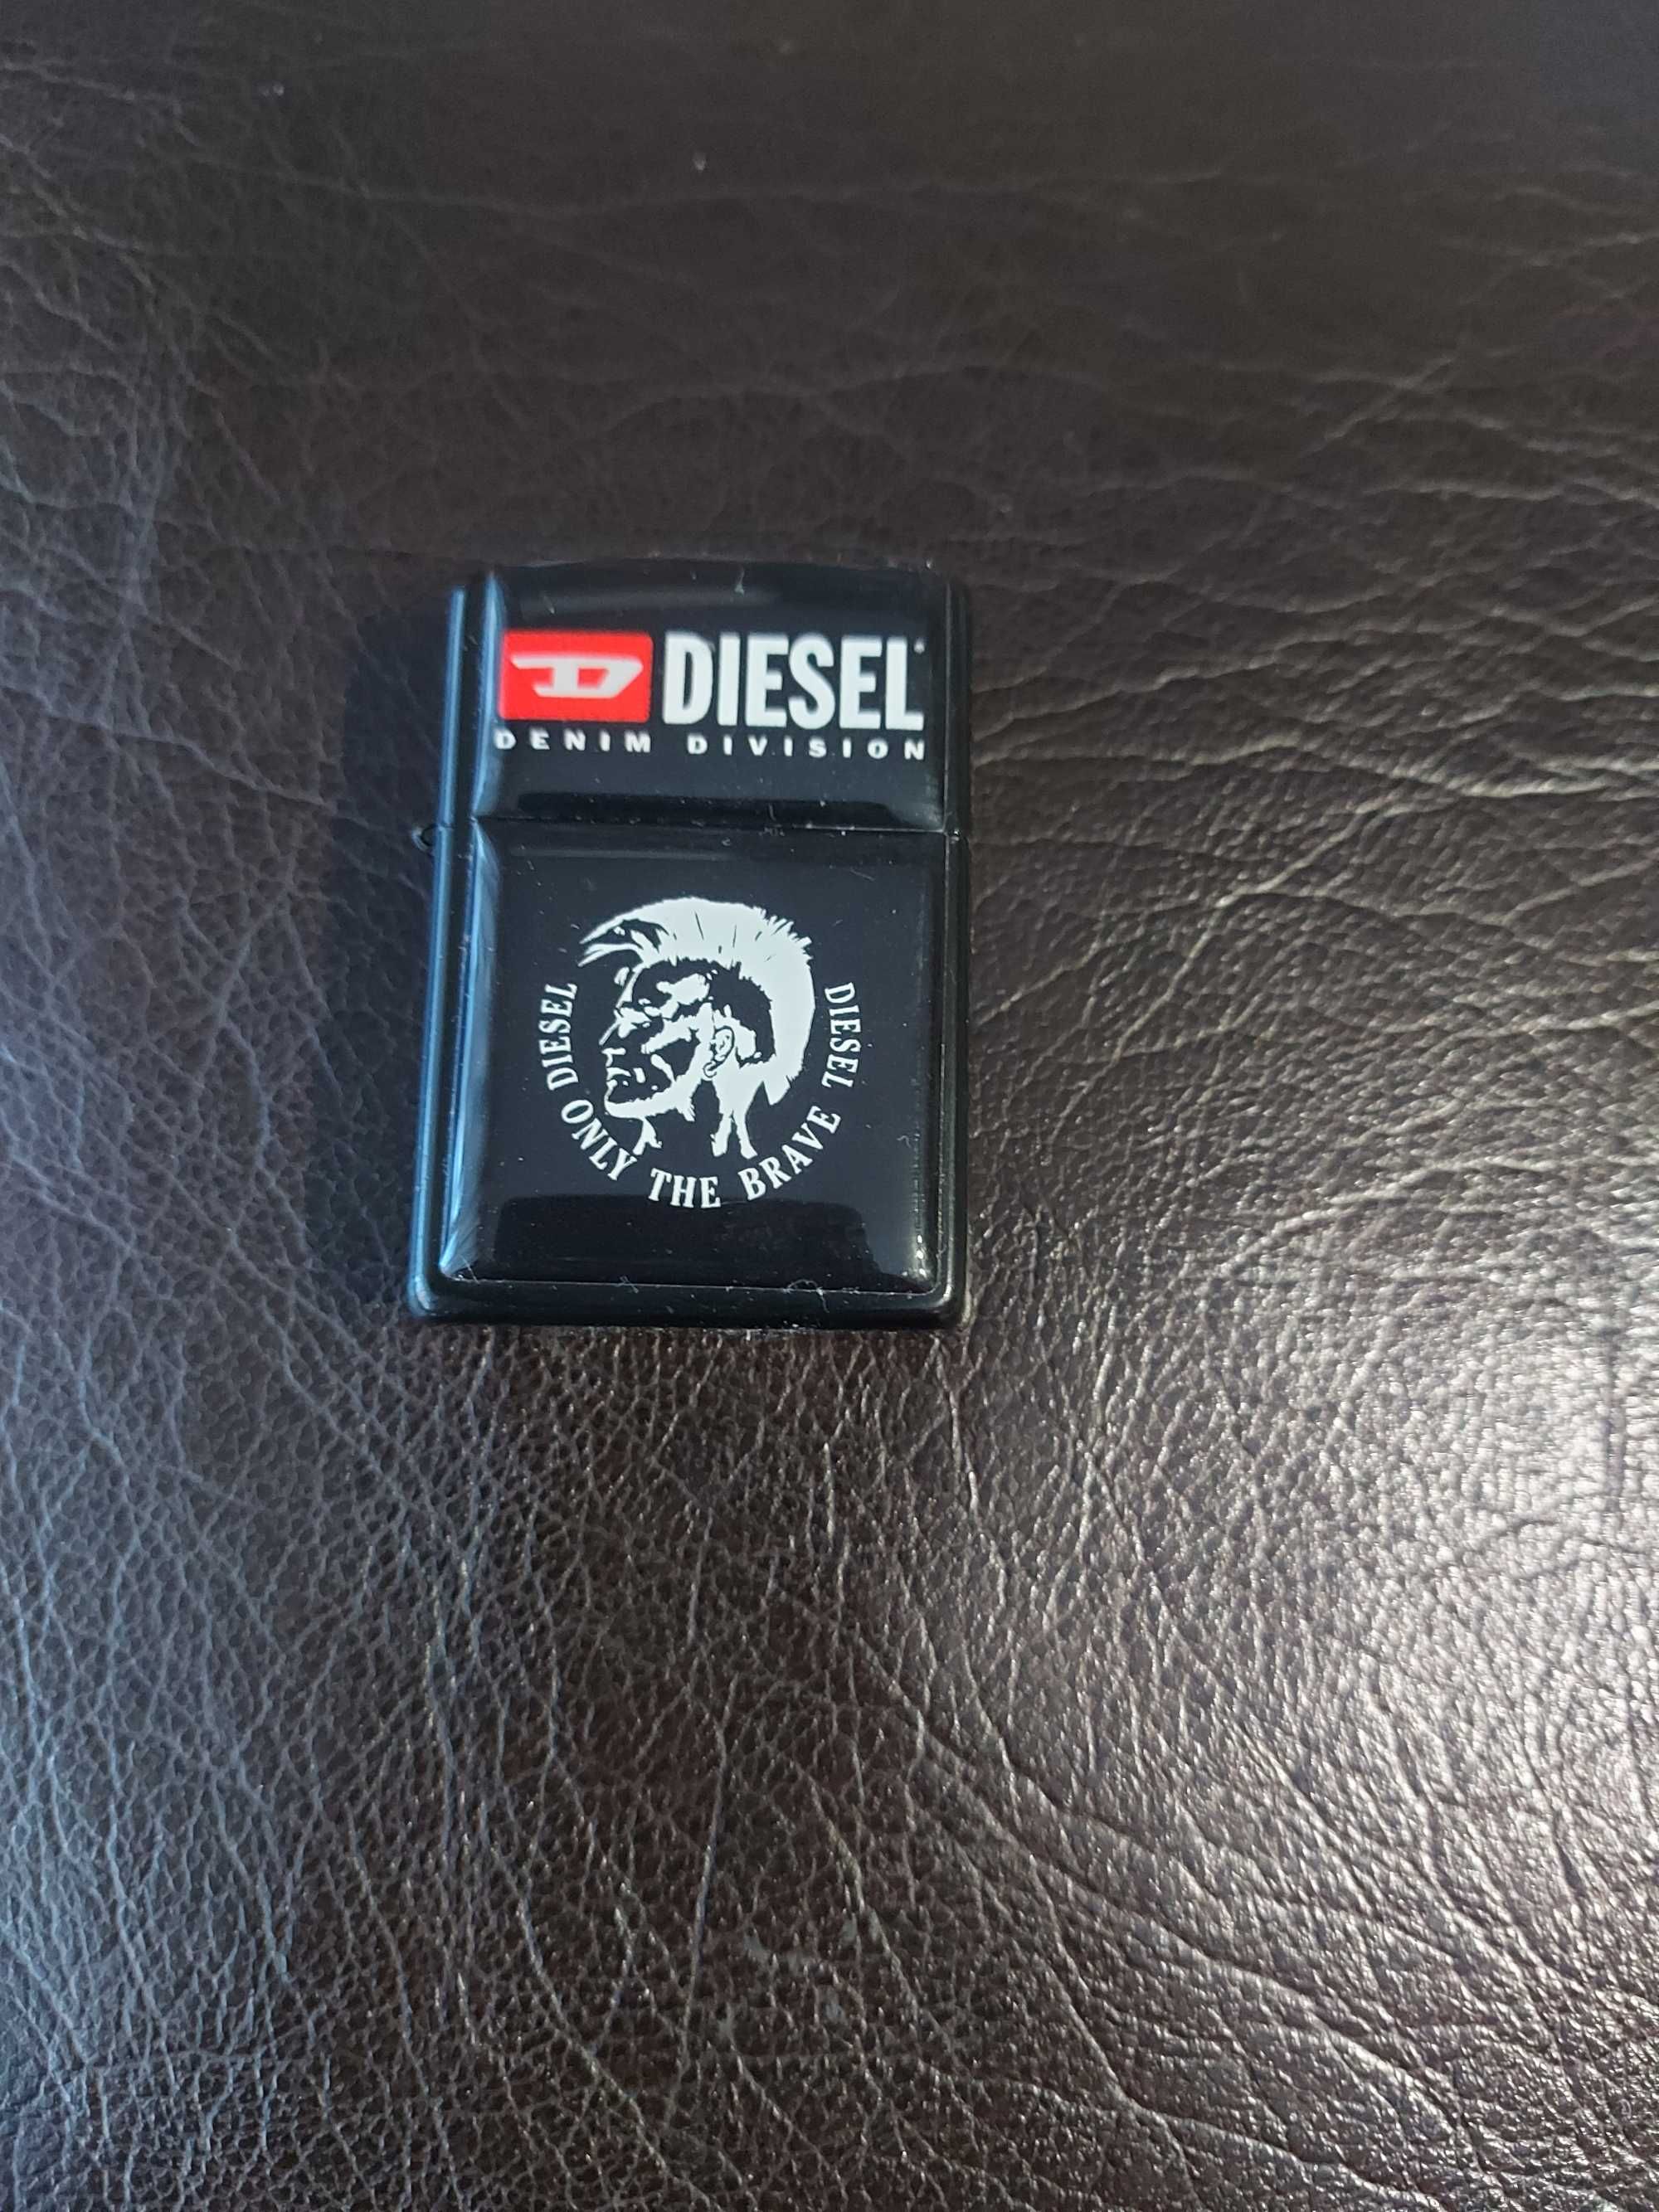 D DIESEL
DENIM DIVISION
DIESEL ONLY THE BRAVE DIESEL